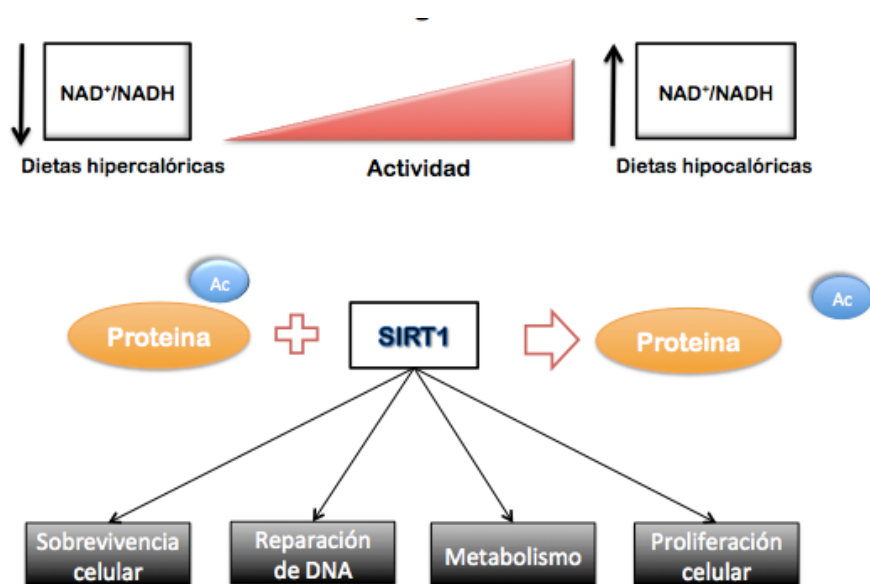 NAD⁺/NADH
NAD⁺/NADH
Dietas hipercalóricas
Actividad
Dietas hipocalóricas
Ac
Ac
Proteina
SIRT1
Proteina
Sobrevivencia
celular
Reparación
de DNA
Metabolismo
Proliferación
celular